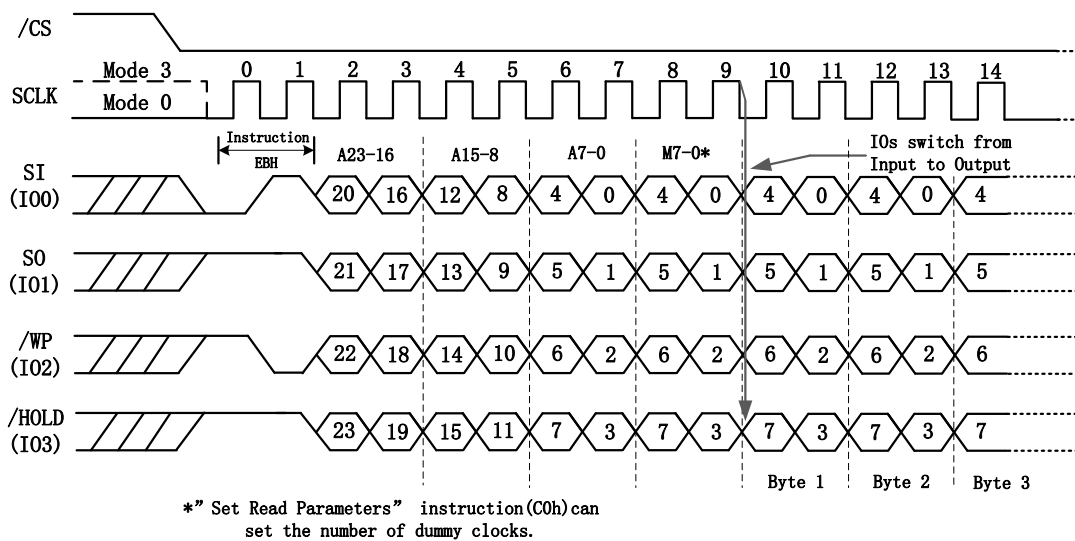 /CS
Mode 3
0 1 2 3 4 5 6 7 8 9 10 11 12 13 14
SCLK
Mode 0
Instruction
EBH
A23-16 A15-8 A7-0 M7-0*
IOs switch from
Input to Output
SI
(IO0)
20 16 12 8 4 0 4 0 4 0 4 0 4
SO
(IO1)
21 17 13 9 5 1 5 1 5 1 5 1 5
/WP
(IO2)
22 18 14 10 6 2 6 2 6 2 6 2 6
/HOLD
(IO3)
23 19 15 11 7 3 7 3 7 3 7 3 7
Byte 1 Byte 2 Byte 3
*” Set Read Parameters” instruction(C0h)can
set the number of dummy clocks.